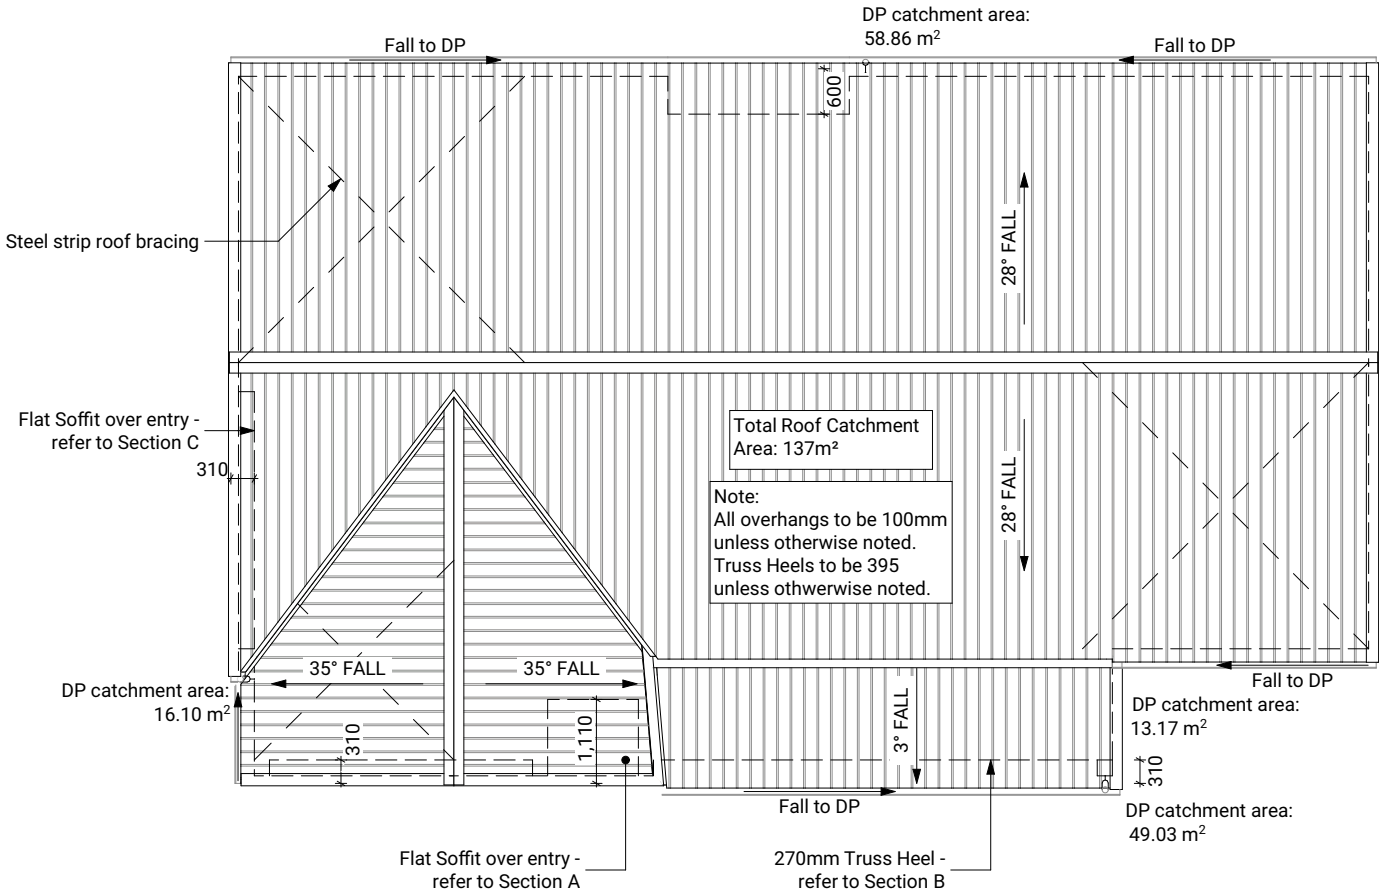 DP catchment area:
58.86 m²
Fall to DP
Fall to DP
600
Steel strip roof bracing
28° FALL
Flat Soffit over entry -
refer to Section C
310
Total Roof Catchment
Area: 137m²
Note:
All overhangs to be 100mm
unless otherwise noted.
Truss Heels to be 395
unless othwerwise noted.
28° FALL
35° FALL
35° FALL
Fall to DP
DP catchment area:
16.10 m²
DP catchment area:
13.17 m²
310
1,110
3° FALL
310
Fall to DP
DP catchment area:
49.03 m²
Flat Soffit over entry -
refer to Section A
270mm Truss Heel -
refer to Section B